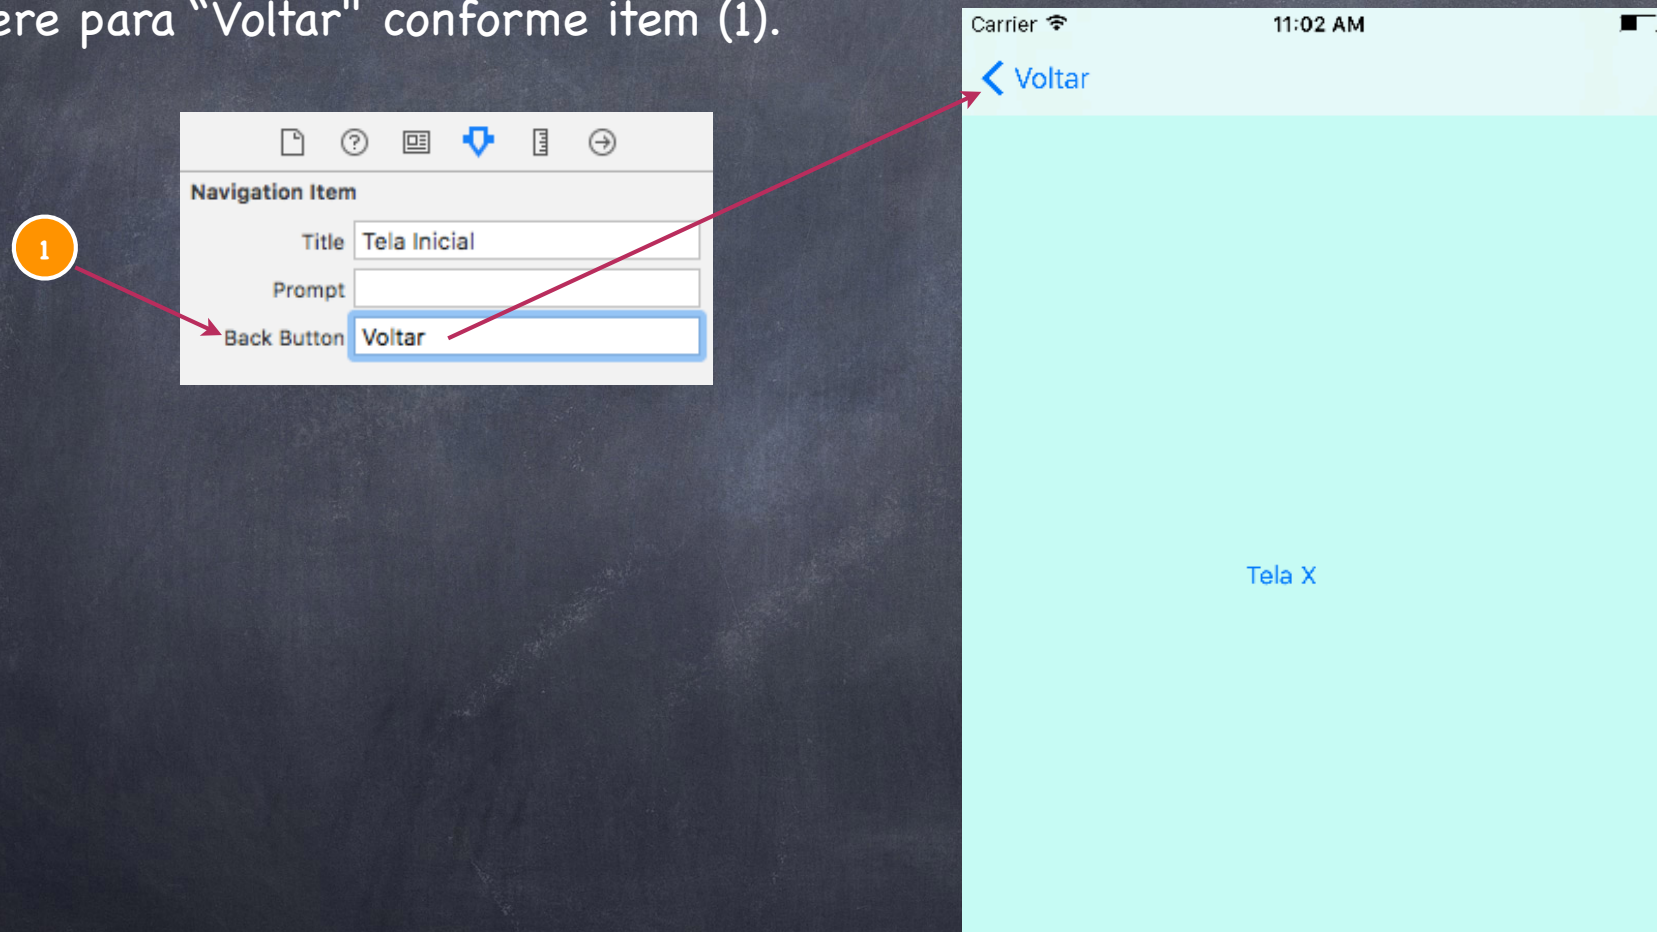 ere para “Voltar" conforme item (1).
Carrier
11:02 AM
Voltar
Navigation Item
Title Tela Inicial
Prompt
Back Button Voltar
1
Tela X